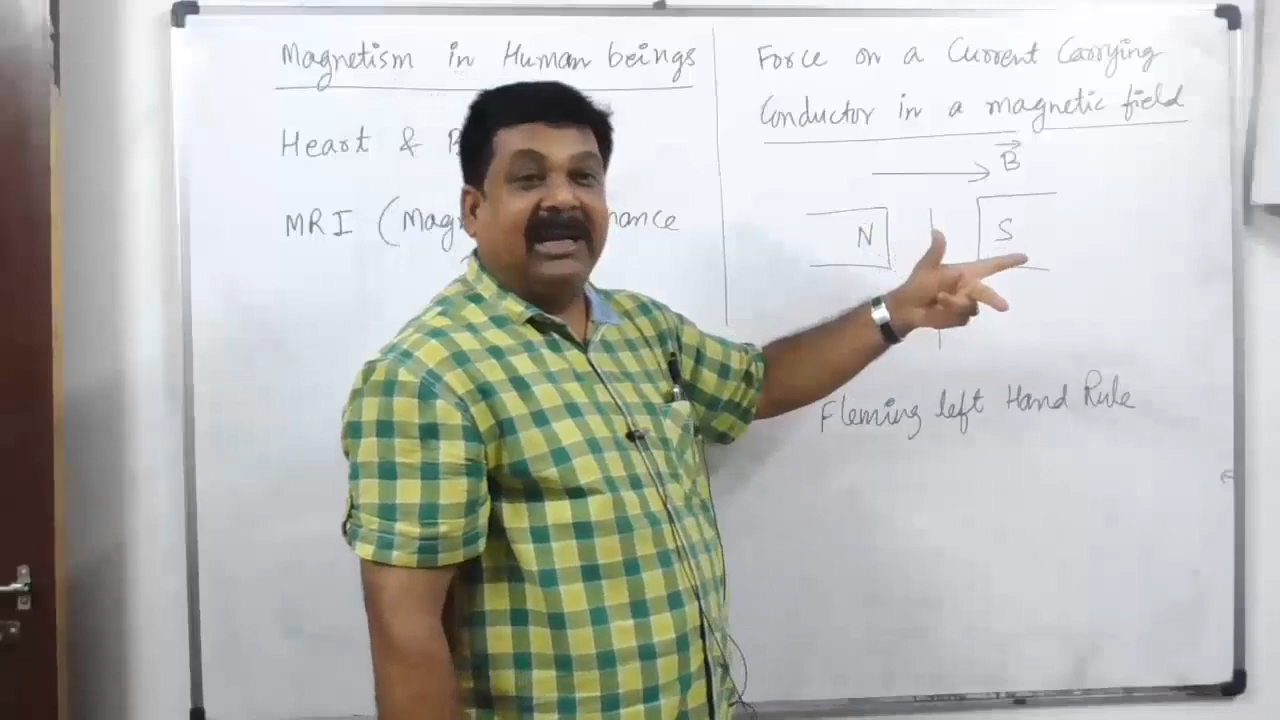 Magnetism in Human beings
Heart &
MRI (Mag nance
Force on a Current Carrying
Conductor in a magnetic field
B
N
S
Fleming left Hand Rule